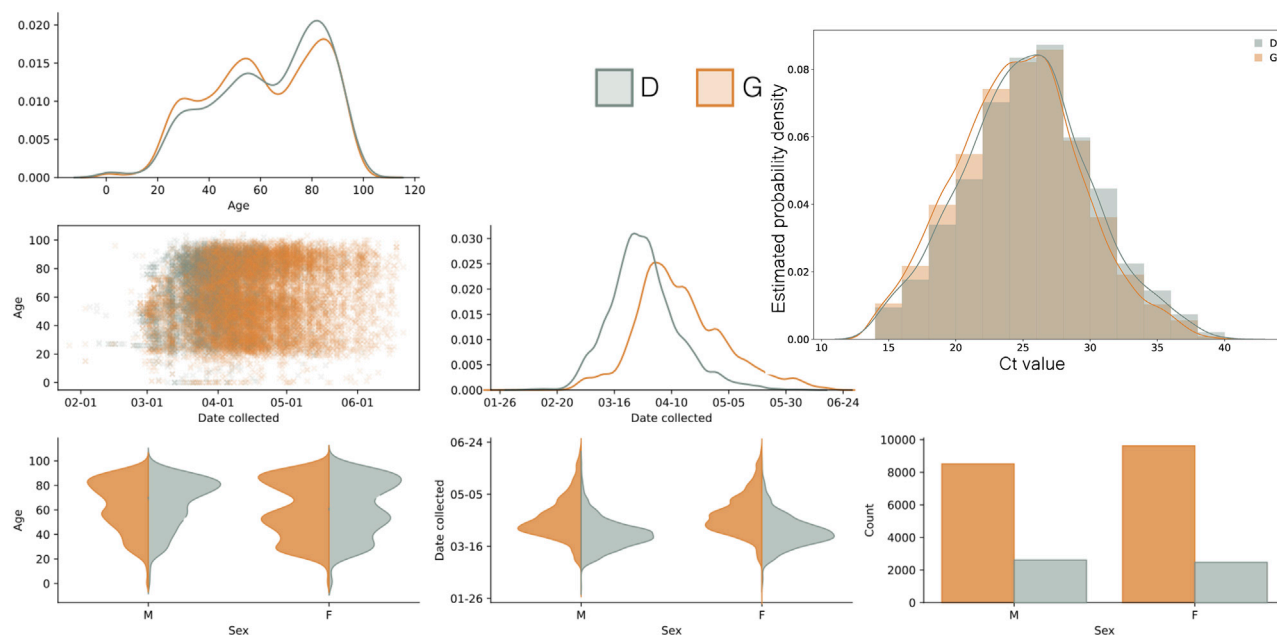 0.020
0.015
0.010
0.005
0.000
0 20 40 60 80 100 120
Age
D G
Estimated probability density
0.08
0.06
0.04
0.02
0.00
10 15 20 25 30 35 40
Ct value
D
G
Age
100
80
60
40
20
0
02-01 03-01 04-01 05-01 06-01
Date collected
0.030
0.025
0.020
0.015
0.010
0.005
0.000
01-26 02-20 03-16 04-10 05-05 05-30 06-24
Date collected
Age
100
80
60
40
20
0
M F
Sex
Date collected
06-24
05-05
03-16
01-26
M F
Sex
Count
10000
8000
6000
4000
2000
0
M F
Sex